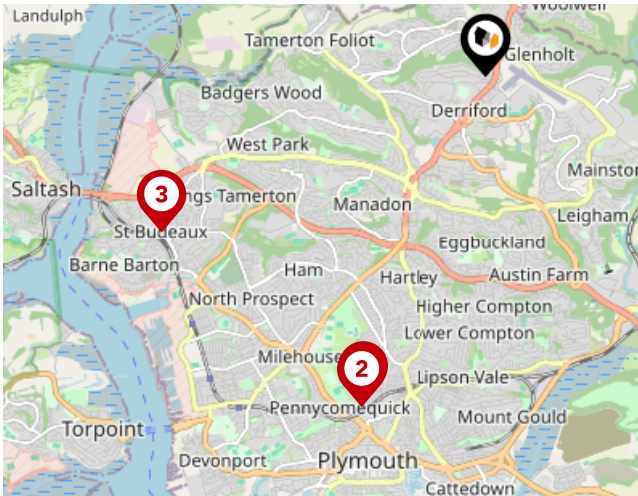 Landulph
Woolwell
Tamerton Foliot
Glenholt
Badgers Wood
Derriford
West Park
Mainston
Saltash
3
ngs Tamerton
Manadon
Leigham
St Budeaux
Eggbuckland
Barne Barton
Ham
Hartley
Austin Farm
North Prospect
Higher Compton
Lower Compton
Milehouse
2
Lipson Vale
Pennycomequick
Mount Gould
Torpoint
Devonport
Plymouth
Cattedown